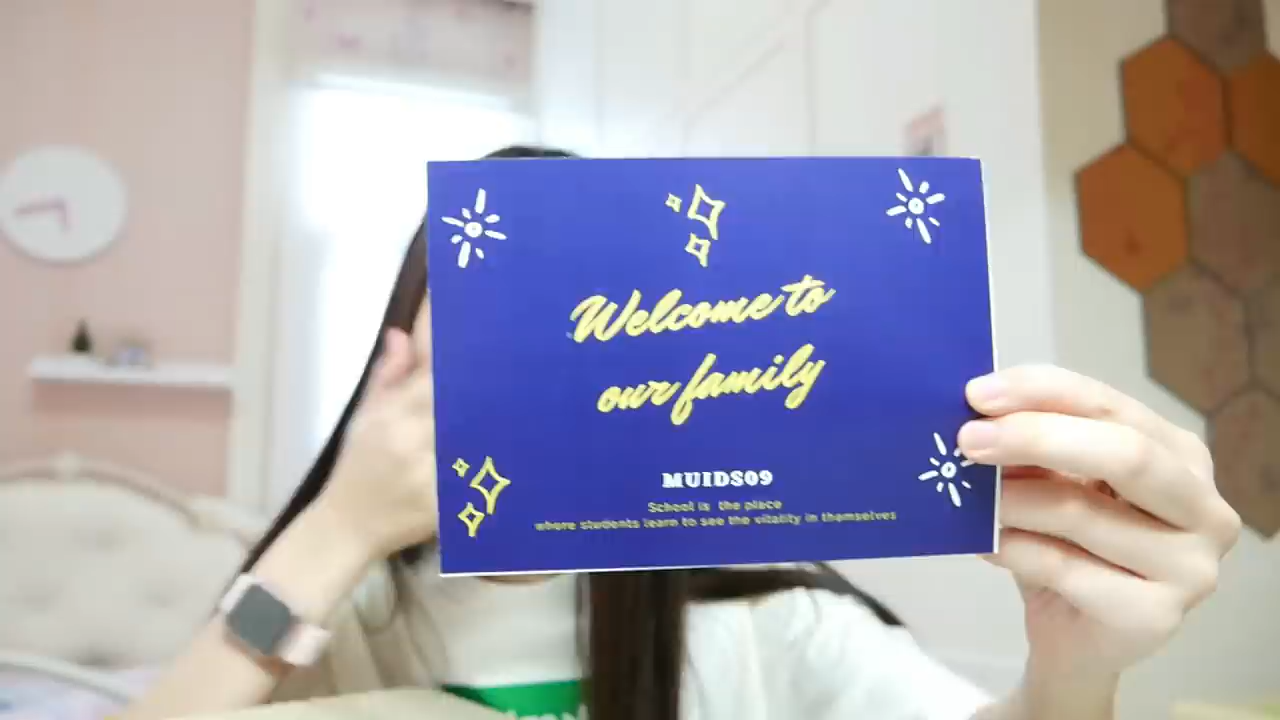 Welcome to
our family
MUIDS09
School is the place
where students learn to see the vitality in themselves